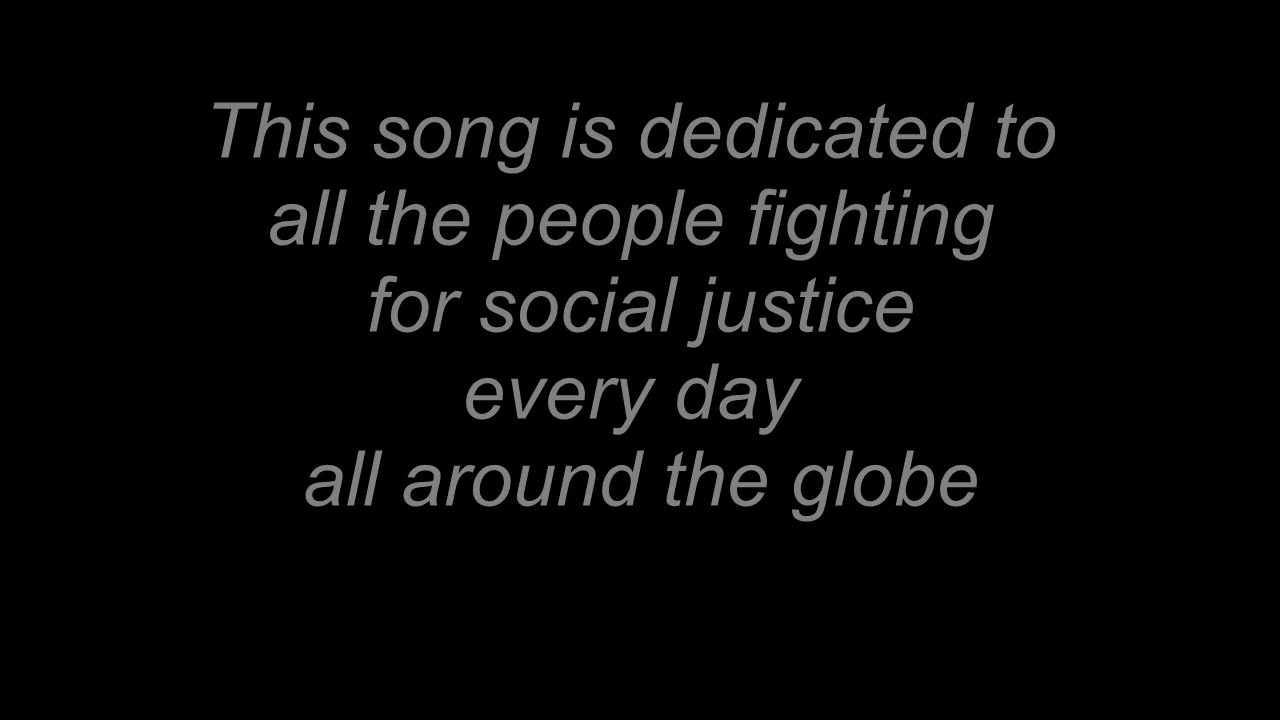 This song is dedicated to
all the people fighting
for social justice
every day
all around the globe